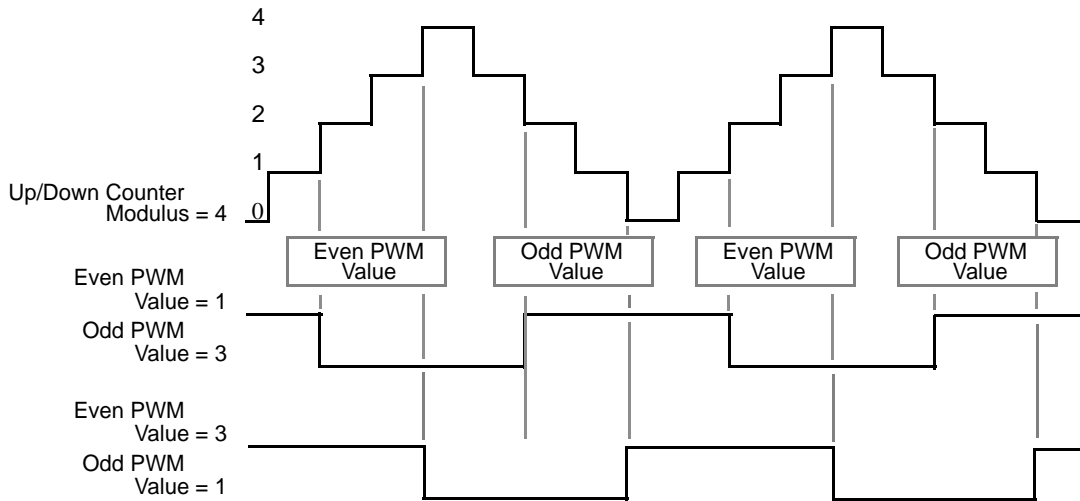 4
3
2
1
Up/Down Counter
Modulus = 4
0
Even PWM
Value
Odd PWM
Value
Even PWM
Value
Odd PWM
Value
Even PWM
Value = 1
Odd PWM
Value = 3
Even PWM
Value = 3
Odd PWM
Value = 1